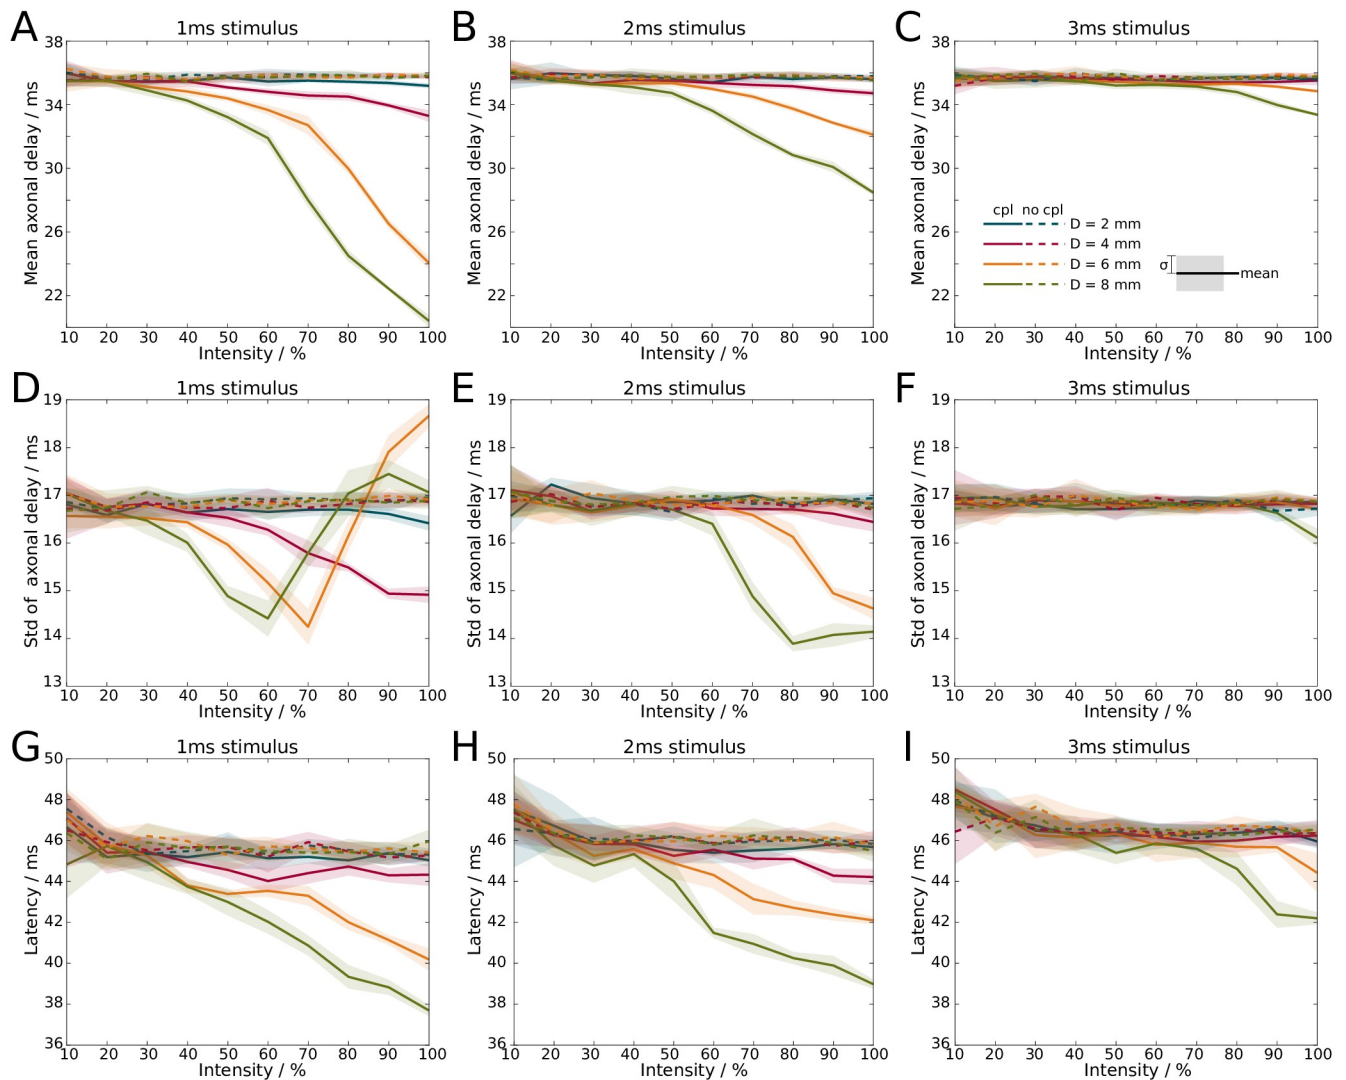 A
1ms stimulus
Mean axonal delay / ms
38
34
30
26
22
10 20 30 40 50 60 70 80 90 100
Intensity / %
B
2ms stimulus
Mean axonal delay / ms
38
34
30
26
22
10 20 30 40 50 60 70 80 90 100
Intensity / %
C
3ms stimulus
Mean axonal delay / ms
38
34
30
26
22
cpl no cpl
D = 2 mm
D = 4 mm
D = 6 mm
D = 8 mm
σ
mean
10 20 30 40 50 60 70 80 90 100
Intensity / %
D
1ms stimulus
Std of axonal delay / ms
19
18
17
16
15
14
13
10 20 30 40 50 60 70 80 90 100
Intensity / %
E
2ms stimulus
Std of axonal delay / ms
19
18
17
16
15
14
13
10 20 30 40 50 60 70 80 90 100
Intensity / %
F
3ms stimulus
Std of axonal delay / ms
19
18
17
16
15
14
13
10 20 30 40 50 60 70 80 90 100
Intensity / %
G
1ms stimulus
Latency / ms
50
48
46
44
42
40
38
36
10 20 30 40 50 60 70 80 90 100
Intensity / %
H
2ms stimulus
Latency / ms
50
48
46
44
42
40
38
36
10 20 30 40 50 60 70 80 90 100
Intensity / %
I
3ms stimulus
Latency / ms
50
48
46
44
42
40
38
36
10 20 30 40 50 60 70 80 90 100
Intensity / %